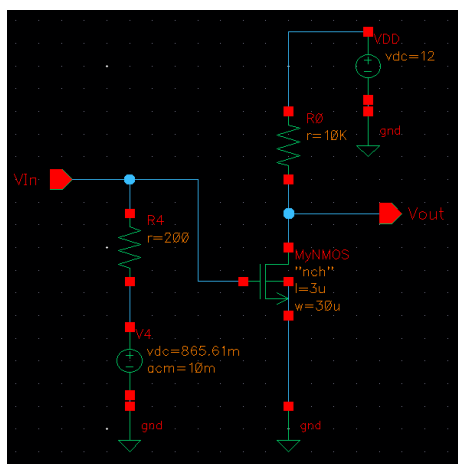 VDD
vdc=12
gnd
R0
r=10K
VIn
Vout
R4
r=200
MyNMOS
"nch"
l=3u
w=30u
V4
vdc=865.61m
acm=10m
gnd
gnd